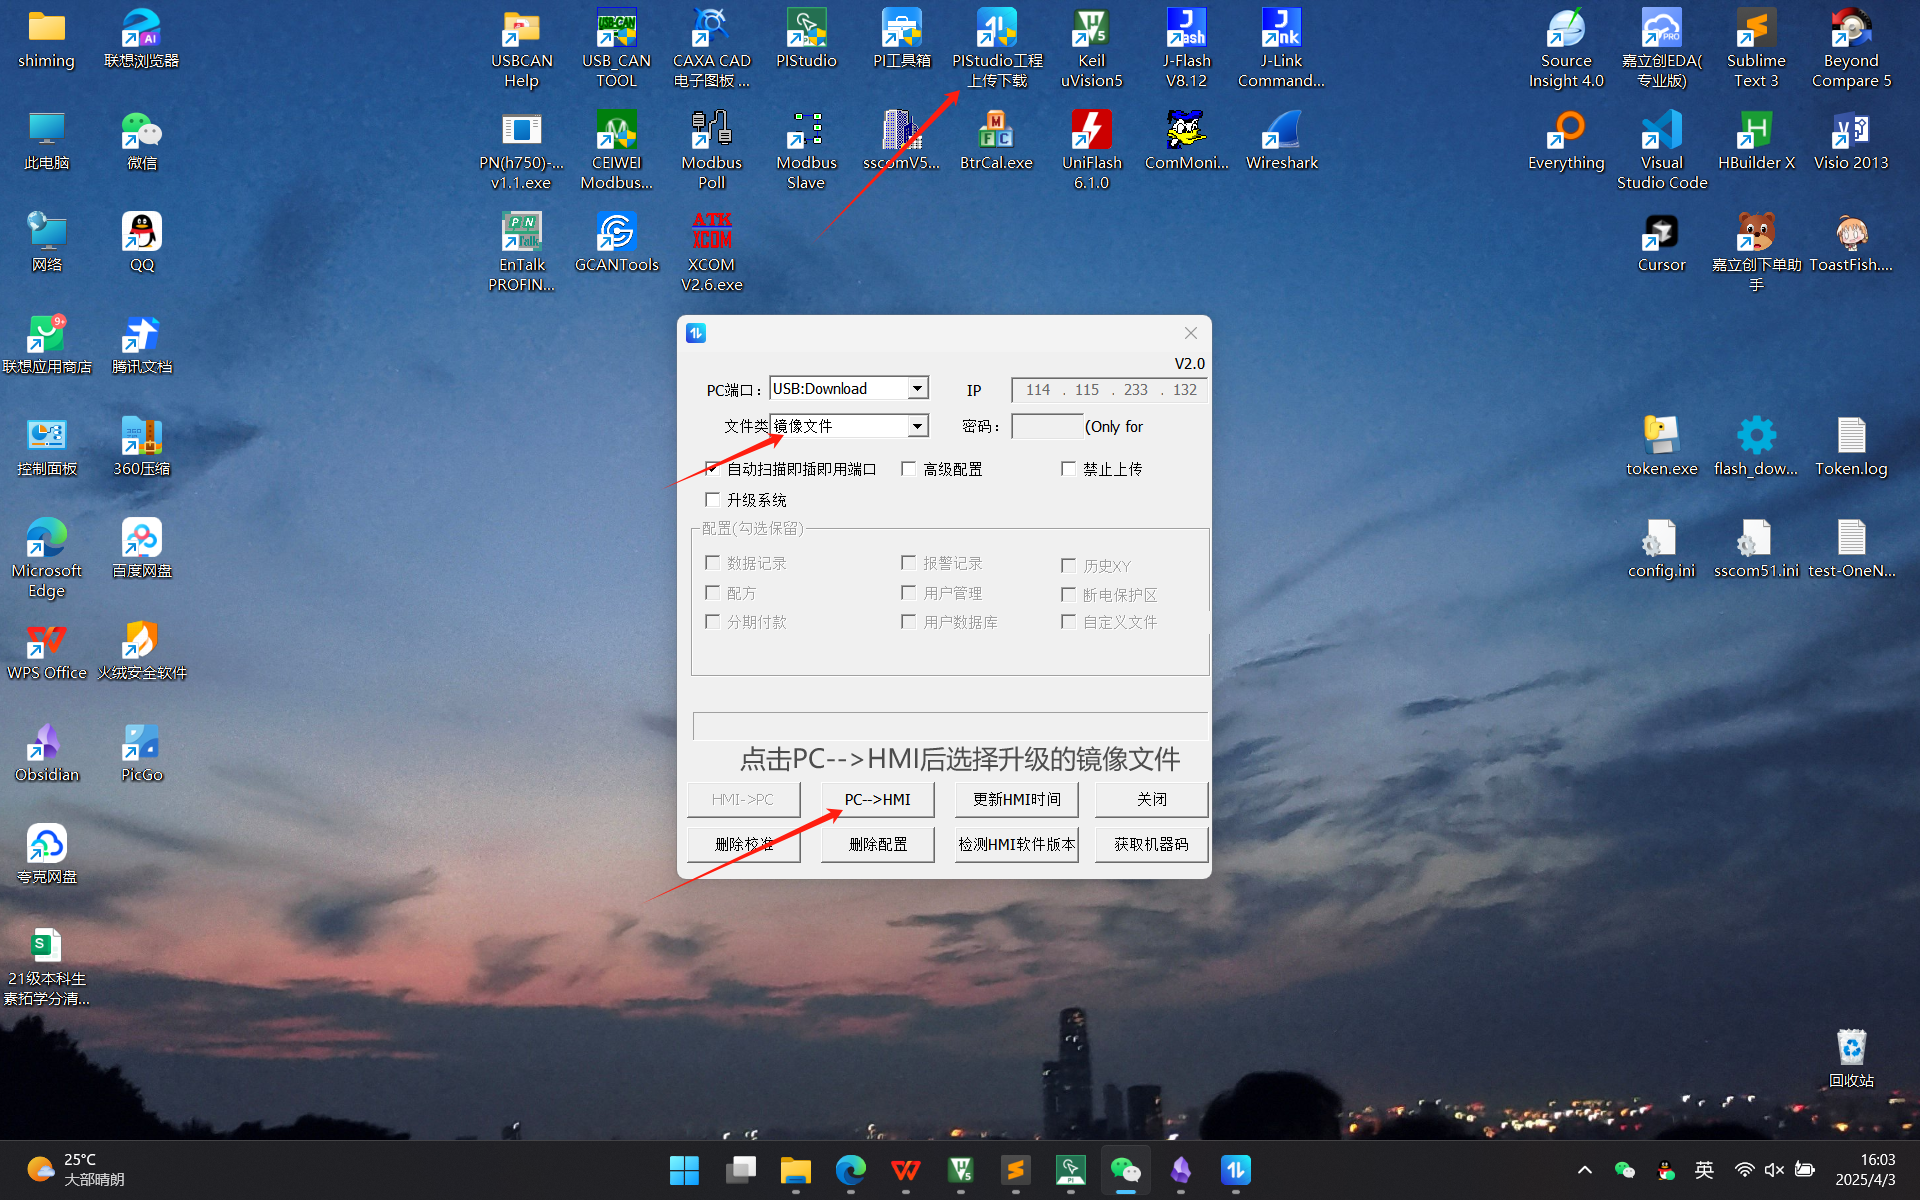 shiming
联想浏览器
USBCAN
Help
USB_CAN
TOOL
CAXA CAD
电子图板 ...
PIStudio
PI工具箱
PIStudio工程
上传下载
Keil
uVision5
J-Flash
V8.12
J-Link
Command...
Source
Insight 4.0
嘉立创EDA(
专业版)
Sublime
Text 3
Beyond
Compare 5
此电脑
微信
PN(h750)-...
v1.1.exe
CEIWEI
Modbus...
Modbus
Poll
Modbus
Slave
sscomV5...
BtrCal.exe
UniFlash
6.1.0
ComMoni...
Wireshark
Everything
Visual
Studio Code
HBuilder X
Visio 2013
网络
QQ
EnTalk
PROFIN...
GCANTools
XCOM
V2.6.exe
Cursor
嘉立创下单助
手
ToastFish....
联想应用商店
腾讯文档
控制面板
360压缩
token.exe
flash_dow...
Token.log
Microsoft
Edge
百度网盘
config.ini
sscom51.ini
test-OneN...
WPS Office
火绒安全软件
Obsidian
PicGo
夸克网盘
21级本科生
素拓学分清...
回收站
V2.0
PC端口：
USB:Download
IP
114 . 115 . 233 . 132
文件类
镜像文件
密码：
(Only for
自动扫描即插即用端口
高级配置
禁止上传
升级系统
配置(勾选保留)
数据记录
报警记录
历史XY
配方
用户管理
断电保护区
分期付款
用户数据库
自定义文件
点击PC-->HMI后选择升级的镜像文件
HMI->PC
PC-->HMI
更新HMI时间
关闭
删除校准
删除配置
检测HMI软件版本
获取机器码
25°C
大部晴朗
英
16:03
2025/4/3